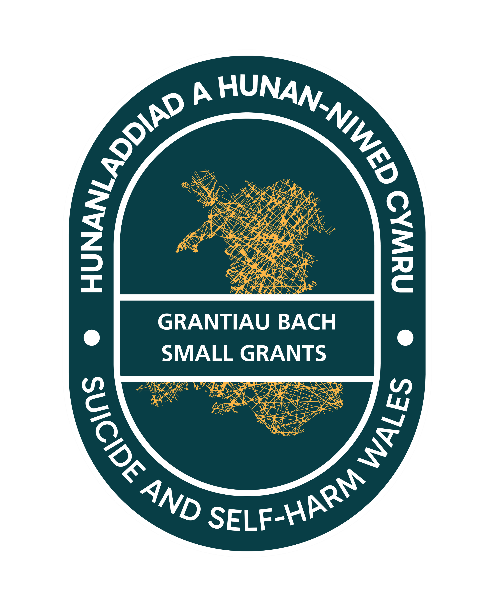 HUNANLADDIAD A HUNAN-NIWED CYMRU
GRANTIAU BACH
SMALL GRANTS
SUICIDE AND SELF-HARM WALES